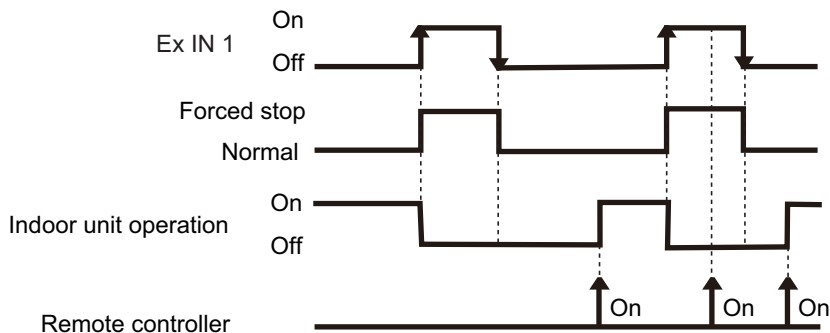 Ex IN 1
On
Off
Forced stop
Normal
Indoor unit operation
On
Off
Remote controller
On
On
On